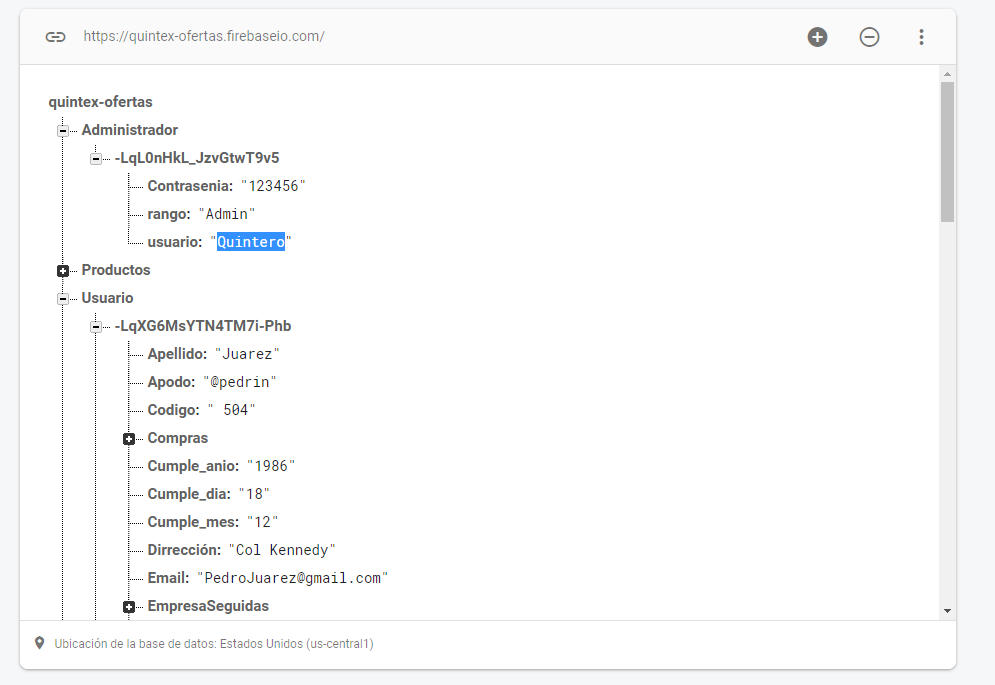 https://quintex-ofertas.firebaseio.com/
quintex-ofertas
Administrador
-LqL0nHkL_JzvGtwT9v5
Contrasenia: "123456"
rango: "Admin"
usuario: "Quintero"
Productos
Usuario
-LqXG6MsYTN4TM7i-Phb
Apellido: "Juarez"
Apodo: "@pedrin"
Codigo: " 504"
Compras
Cumple_anio: "1986"
Cumple_dia: "18"
Cumple_mes: "12"
Dirrección: "Col Kennedy"
Email: "PedroJuarez@gmail.com"
EmpresaSeguidas
Ubicación de la base de datos: Estados Unidos (us-central1)